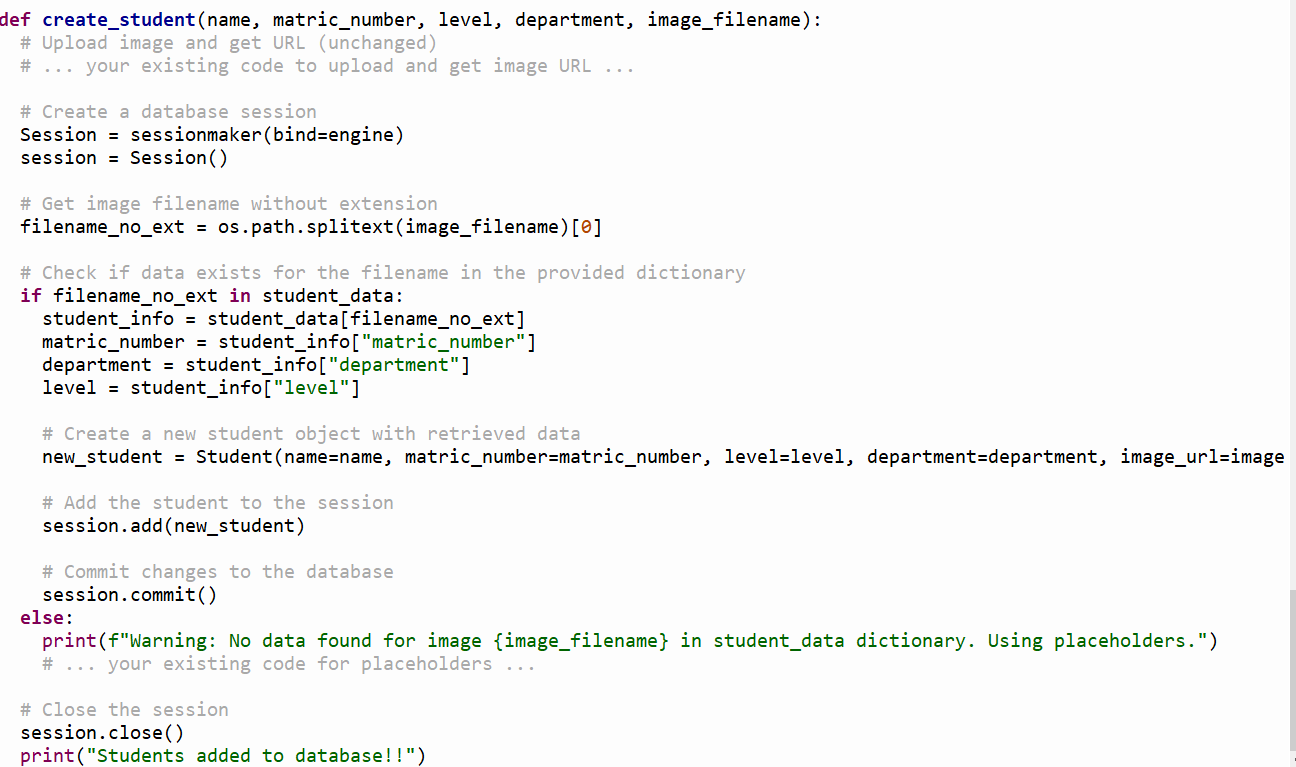 def create_student(name, matric_number, level, department, image_filename):
# Upload image and get URL (unchanged)
# ... your existing code to upload and get image URL ...
# Create a database session
Session = sessionmaker(bind=engine)
session = Session()
# Get image filename without extension
filename_no_ext = os.path.splitext(image_filename)[0]
# Check if data exists for the filename in the provided dictionary
if filename_no_ext in student_data:
student_info = student_data[filename_no_ext]
matric_number = student_info["matric_number"]
department = student_info["department"]
level = student_info["level"]
# Create a new student object with retrieved data
new_student = Student(name=name, matric_number=matric_number, level=level, department=department, image_url=image
# Add the student to the session
session.add(new_student)
# Commit changes to the database
session.commit()
else:
print(f"Warning: No data found for image {image_filename} in student_data dictionary. Using placeholders.")
# ... your existing code for placeholders ...
# Close the session
session.close()
print("Students added to database!!")